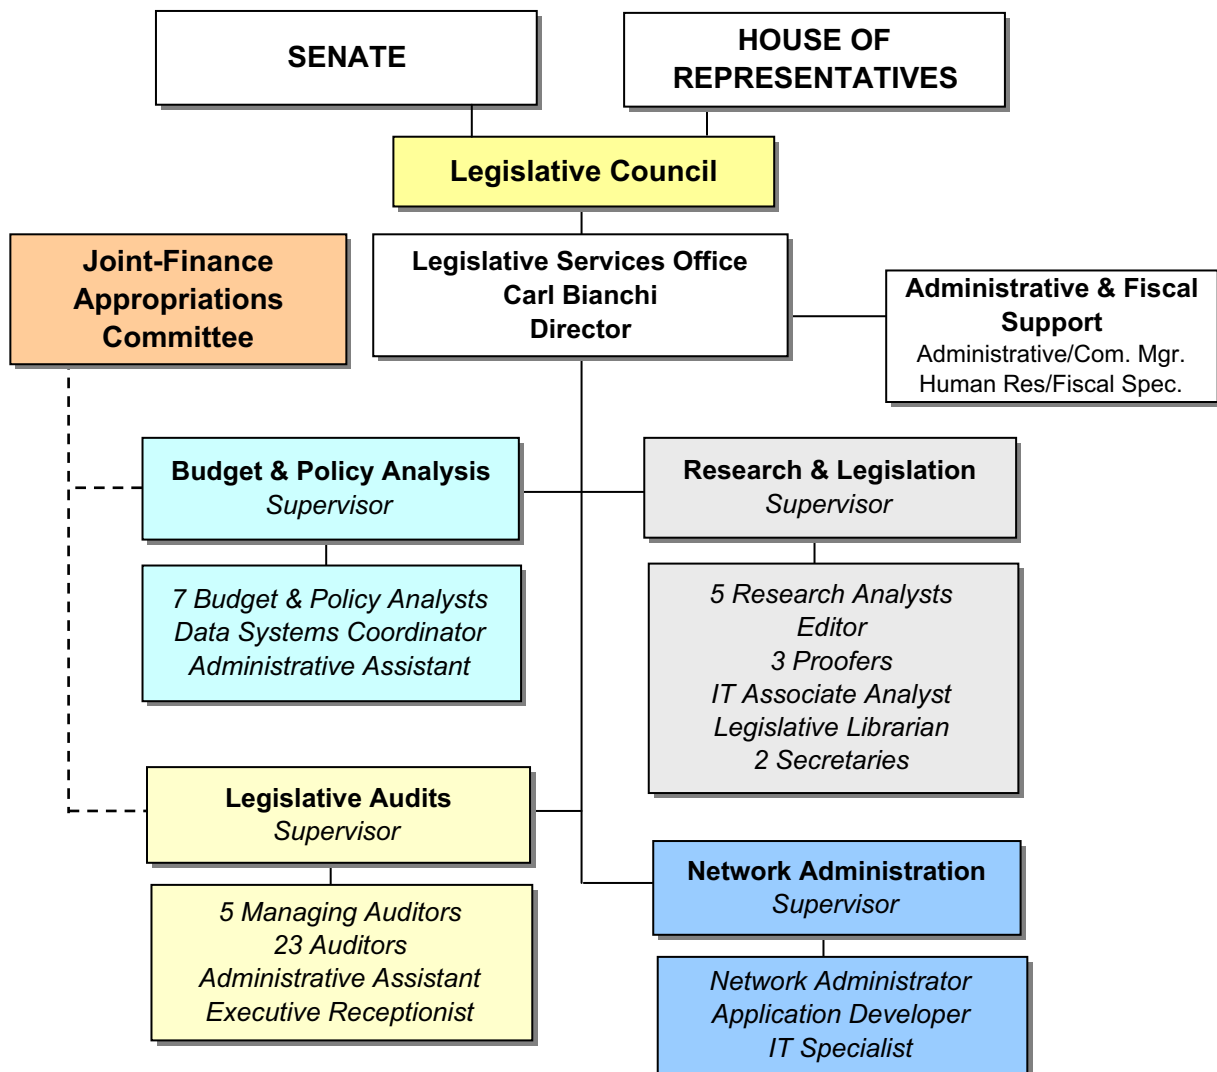 SENATE
HOUSE OF
REPRESENTATIVES
Legislative Council
Joint-Finance
Appropriations
Committee
Legislative Services Office
Carl Bianchi
Director
Administrative & Fiscal
Support
Administrative/Com. Mgr.
Human Res/Fiscal Spec.
Budget & Policy Analysis
Supervisor
Research & Legislation
Supervisor
7 Budget & Policy Analysts
Data Systems Coordinator
Administrative Assistant
5 Research Analysts
Editor
3 Proofers
IT Associate Analyst
Legislative Librarian
2 Secretaries
Legislative Audits
Supervisor
Network Administration
Supervisor
5 Managing Auditors
23 Auditors
Administrative Assistant
Executive Receptionist
Network Administrator
Application Developer
IT Specialist